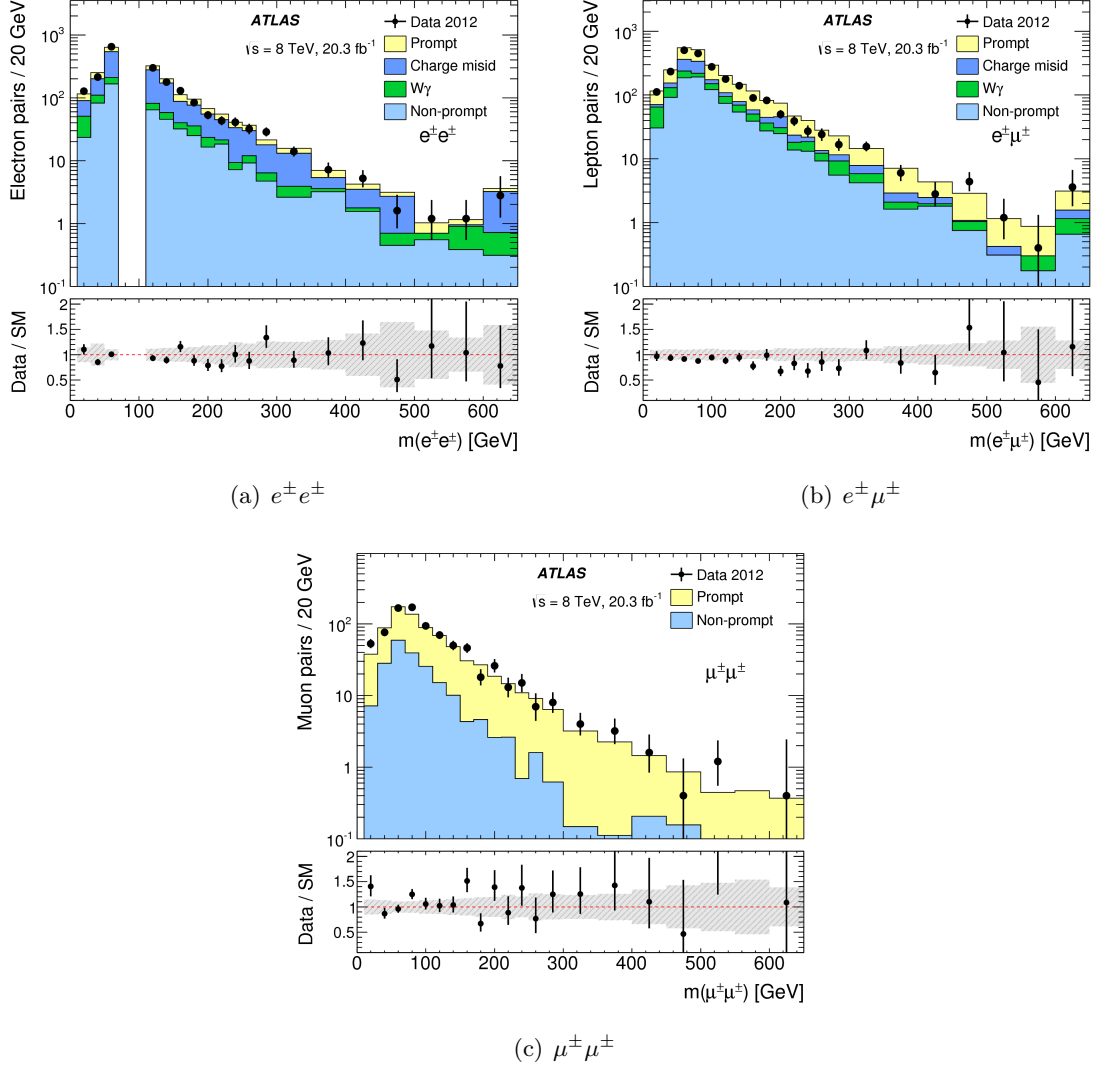 ATLAS
√s = 8 TeV, 20.3 fb⁻¹
Data 2012
Prompt
Charge misid
Wγ
Non-prompt
e±e±
Electron pairs / 20 GeV
10³
10²
10
1
10⁻¹
Data / SM
2
1.5
1
0.5
0 100 200 300 400 500 600
m(e±e±) [GeV]
(a) e±e±
ATLAS
√s = 8 TeV, 20.3 fb⁻¹
Data 2012
Prompt
Charge misid
Wγ
Non-prompt
e±μ±
Lepton pairs / 20 GeV
10³
10²
10
1
10⁻¹
Data / SM
2
1.5
1
0.5
0 100 200 300 400 500 600
m(e±μ±) [GeV]
(b) e±μ±
ATLAS
√s = 8 TeV, 20.3 fb⁻¹
Data 2012
Prompt
Non-prompt
μ±μ±
Muon pairs / 20 GeV
10²
10
1
10⁻¹
Data / SM
2
1.5
1
0.5
0 100 200 300 400 500 600
m(μ±μ±) [GeV]
(c) μ±μ±